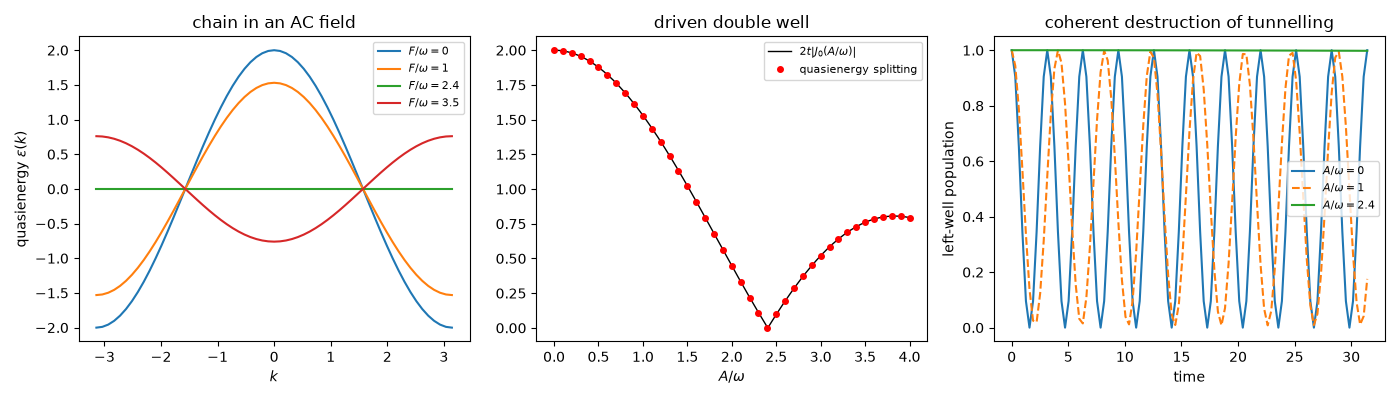 chain in an AC field
quasienergy ε(k)
2.0
1.5
1.0
0.5
0.0
−0.5
−1.0
−1.5
−2.0
F/ω = 0
F/ω = 1
F/ω = 2.4
F/ω = 3.5
−3 −2 −1 0 1 2 3
k
driven double well
2.00
1.75
1.50
1.25
1.00
0.75
0.50
0.25
0.00
2t|J₀(A/ω)|
quasienergy splitting
0.0 0.5 1.0 1.5 2.0 2.5 3.0 3.5 4.0
A/ω
coherent destruction of tunnelling
left-well population
1.0
0.8
0.6
0.4
0.2
0.0
A/ω = 0
A/ω = 1
A/ω = 2.4
0 5 10 15 20 25 30
time